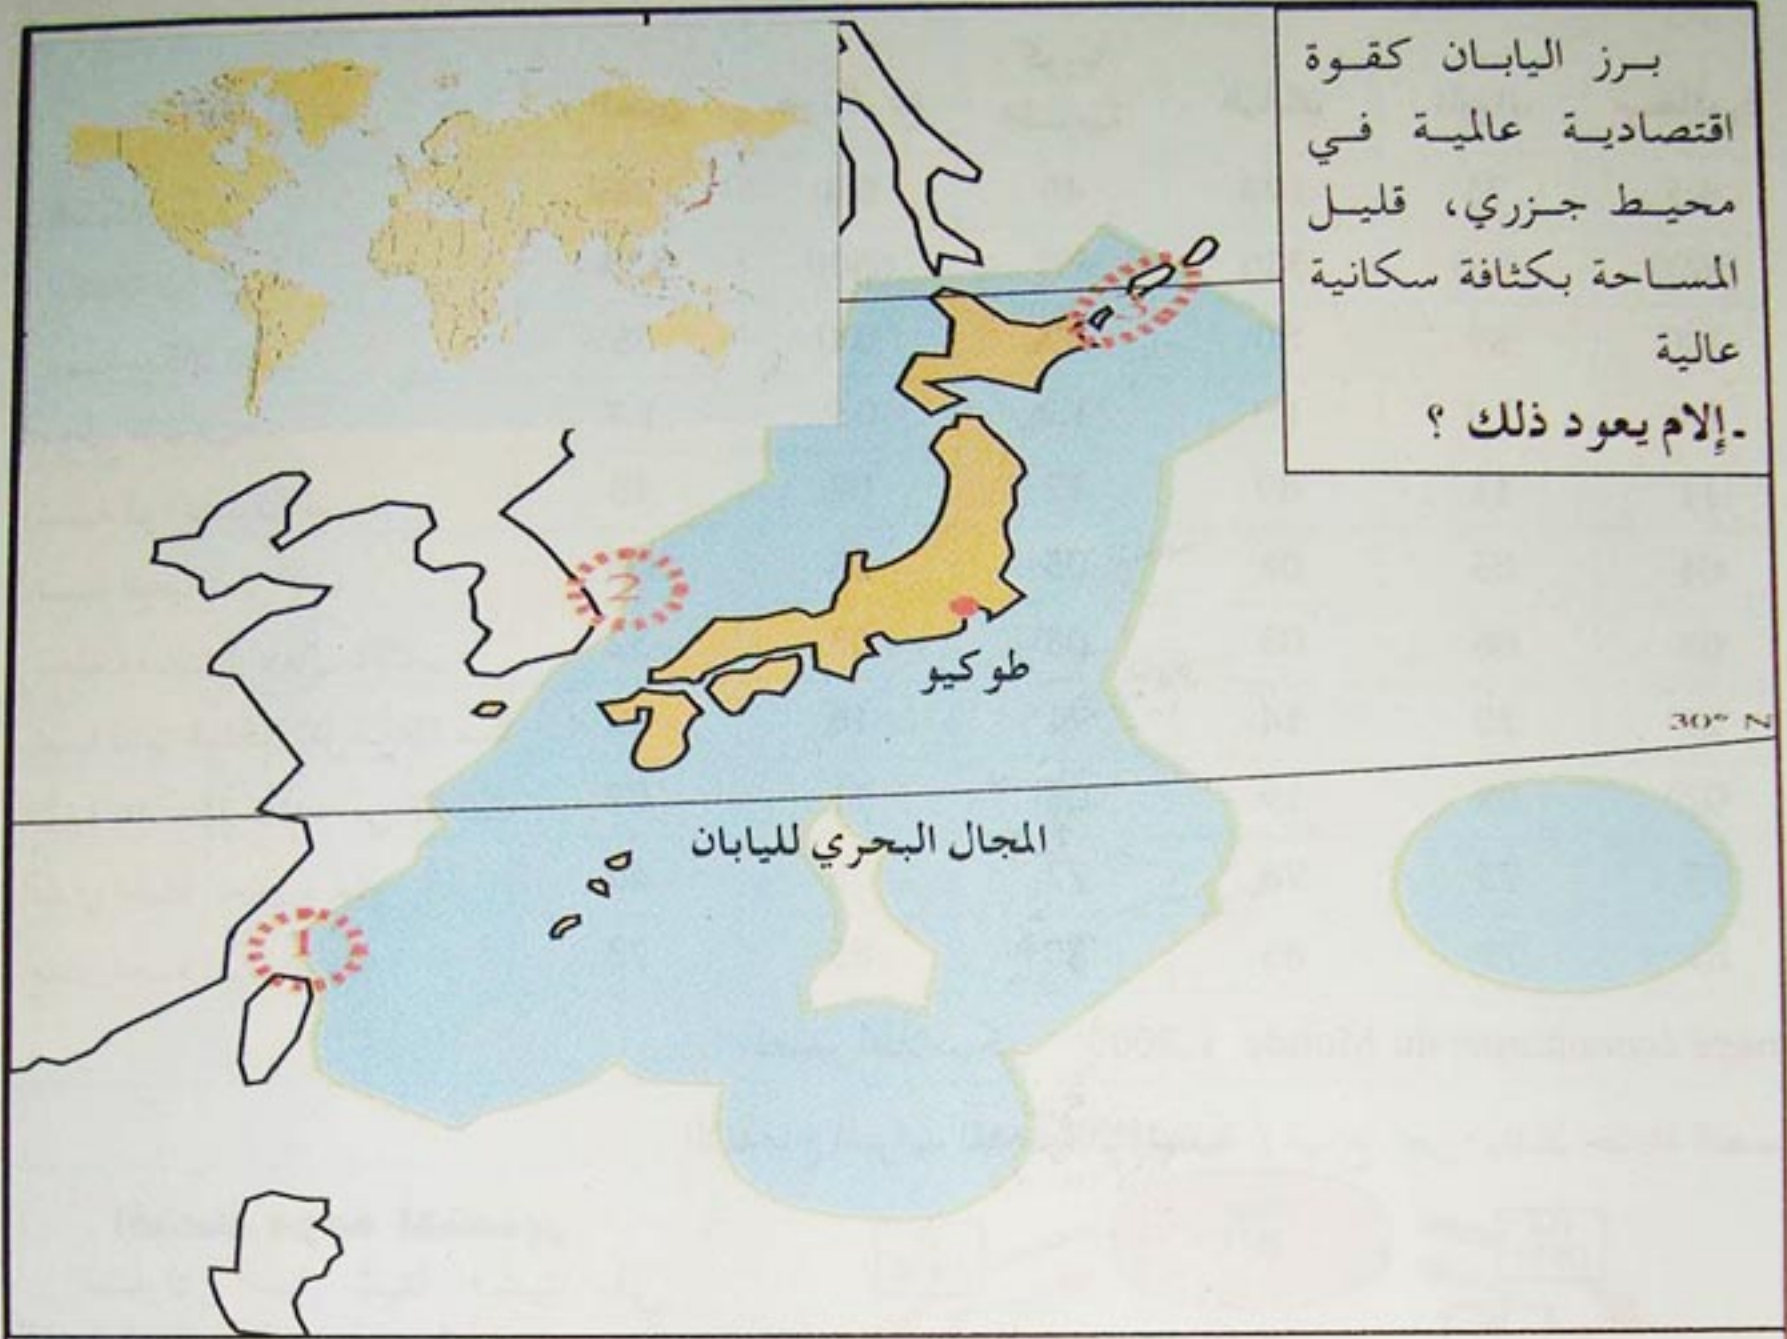 برز اليابان كقوة
اقتصادية عالمية في
محيط جزري، قليل
المساحة بكثافة سكانية
عالية
-إلام يعود ذلك ؟
3
2
طوكيو
30° N
المجال البحري لليابان
1